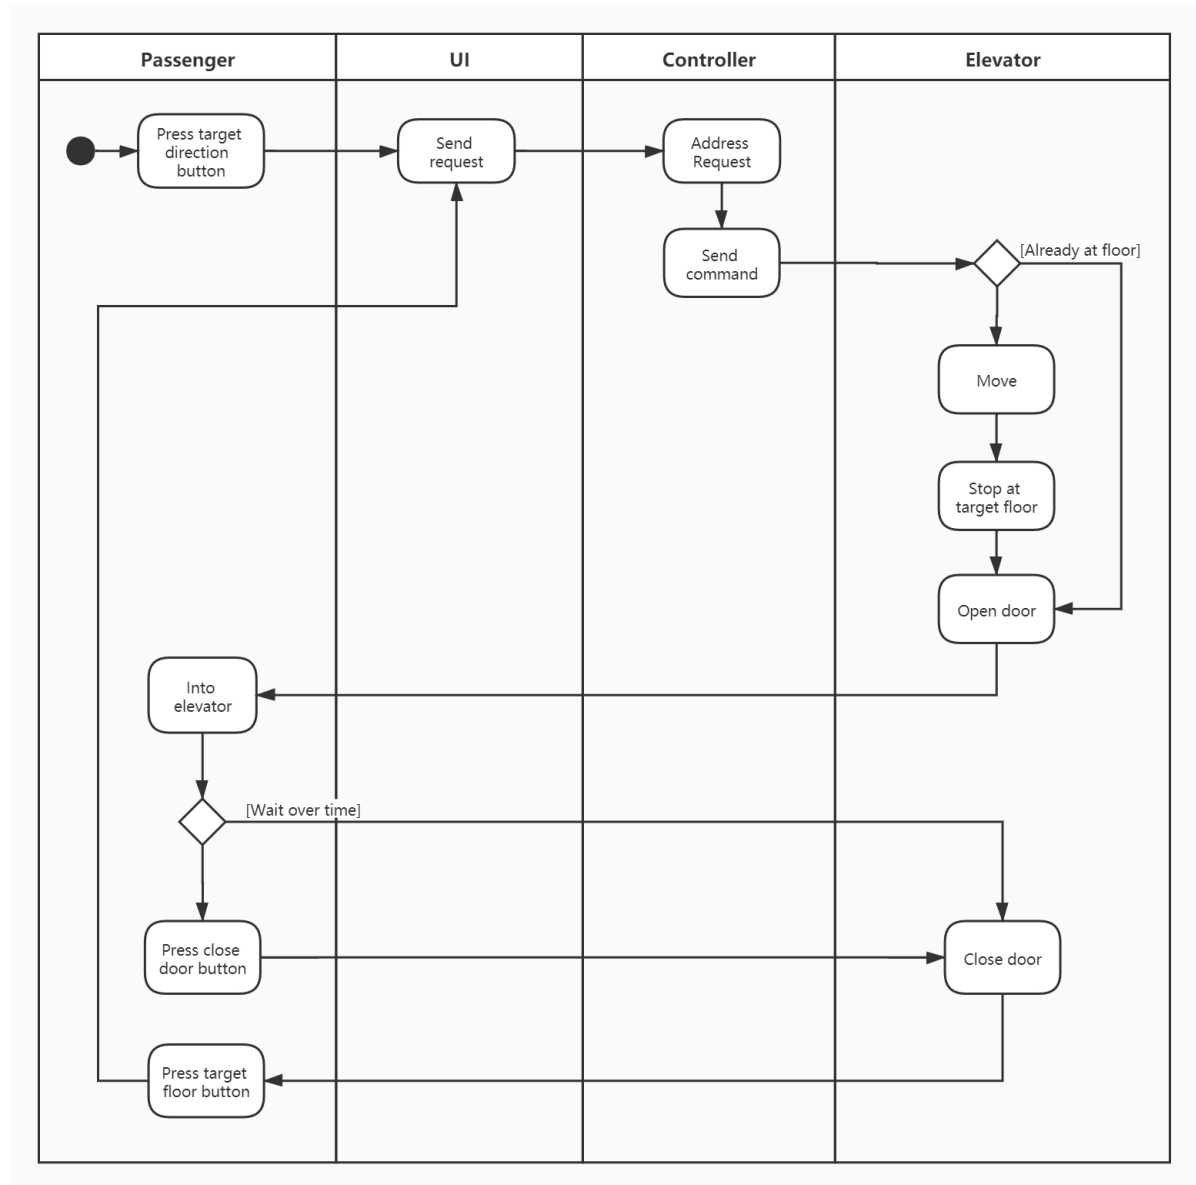 Passenger
UI
Controller
Elevator
Press target
direction
button
Send
request
Address
Request
Send
command
[Already at floor]
Move
Stop at
target floor
Open door
Into
elevator
[Wait over time]
Press close
door button
Close door
Press target
floor button